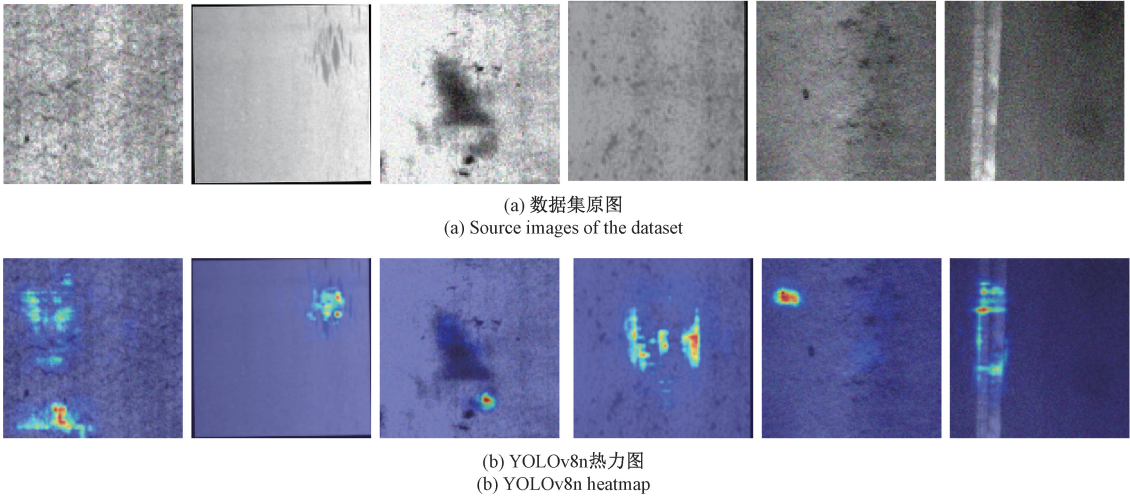 (a) 数据集原图
(a) Source images of the dataset
(b) YOLOv8n热力图
(b) YOLOv8n heatmap